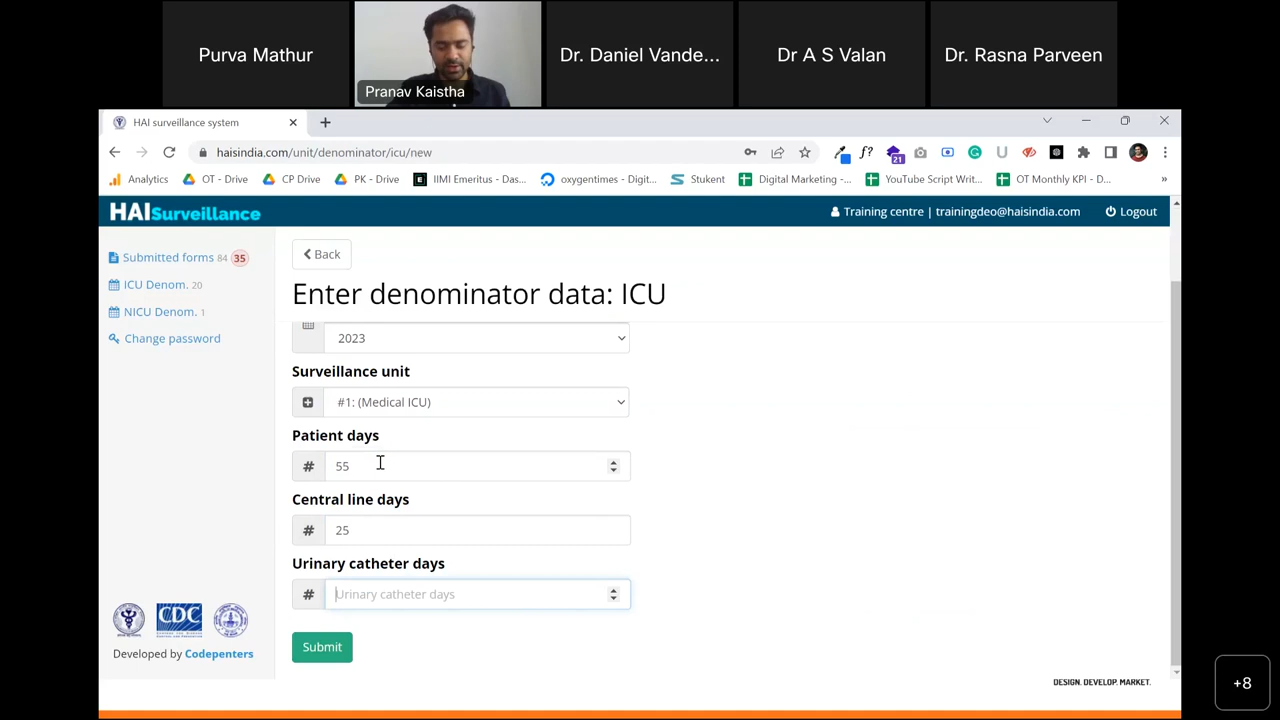 Purva Mathur
Pranav Kaistha
Dr. Daniel Vande...
Dr A S Valan
Dr. Rasna Parveen
HAI surveillance system
haisindia.com/unit/denominator/icu/new
f?
21
Analytics
OT - Drive
CP Drive
PK - Drive
IIMI Emeritus - Das...
oxygentimes - Digit...
Stukent
Digital Marketing -...
YouTube Script Writ...
OT Monthly KPI - D...
»
HAISurveillance
Training centre | trainingdeo@haisindia.com
Logout
Submitted forms 84 35
ICU Denom. 20
NICU Denom. 1
Change password
Back
Enter denominator data: ICU
2023
Surveillance unit
#1: (Medical ICU)
Patient days
# 55
Central line days
# 25
Urinary catheter days
# Urinary catheter days
Submit
CDC
Developed by Codepenters
DESIGN. DEVELOP. MARKET.
+8